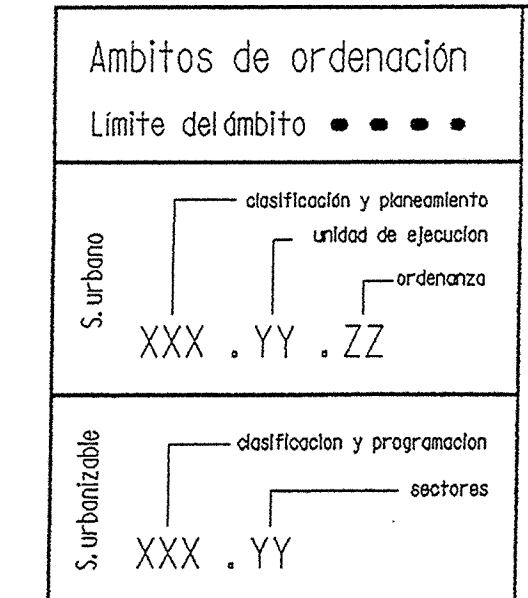 Ambitos de ordenación
Límite del ámbito
S. urbano
clasificación y planeamiento
unidad de ejecucion
ordenanza
XXX . YY . ZZ
S. urbanizable
clasificacion y programacion
sectores
XXX . YY